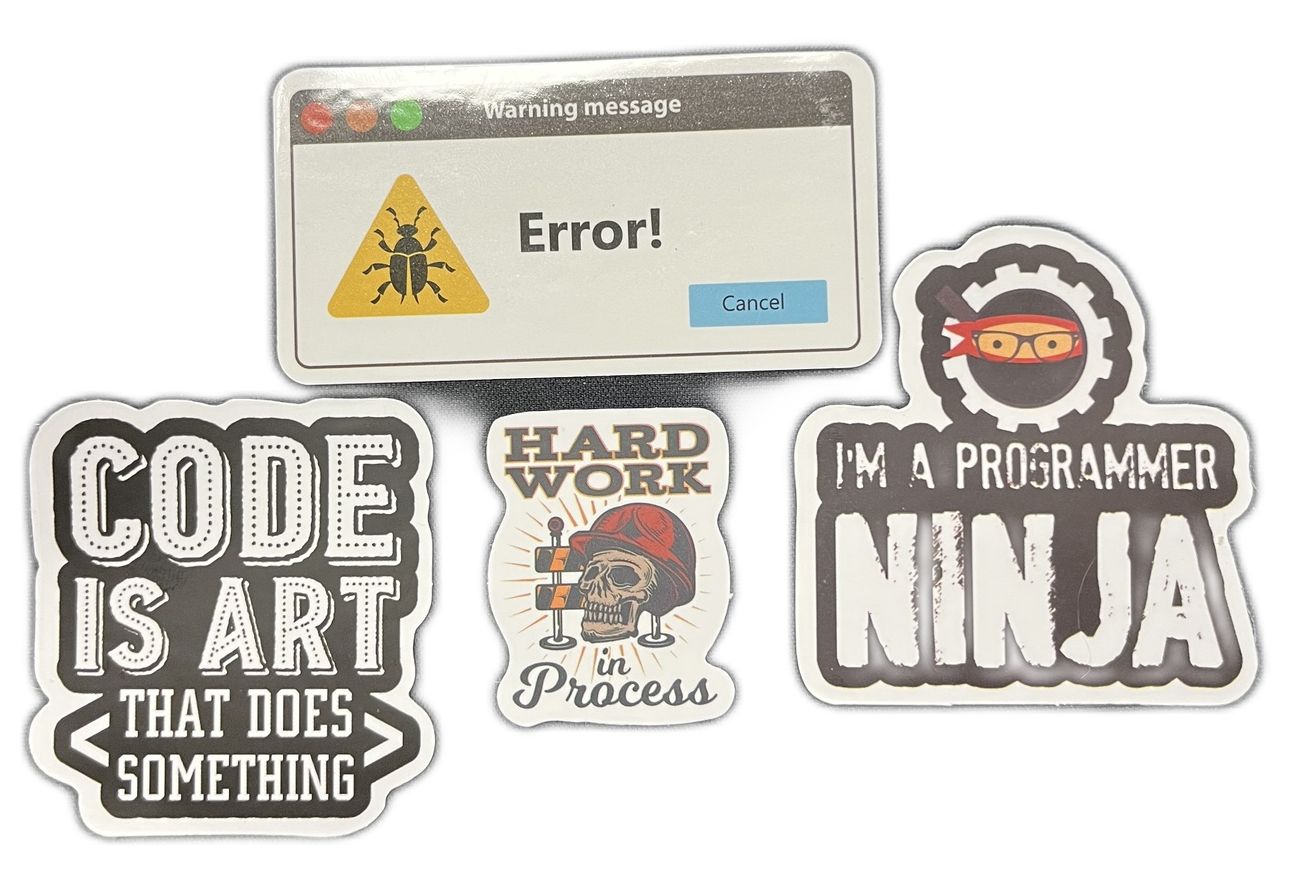 Warning message
Error!
Cancel
CODE
IS ART
THAT DOES
< >
SOMETHING
HARD
WORK
in
Process
I'M A PROGRAMMER
NINJA